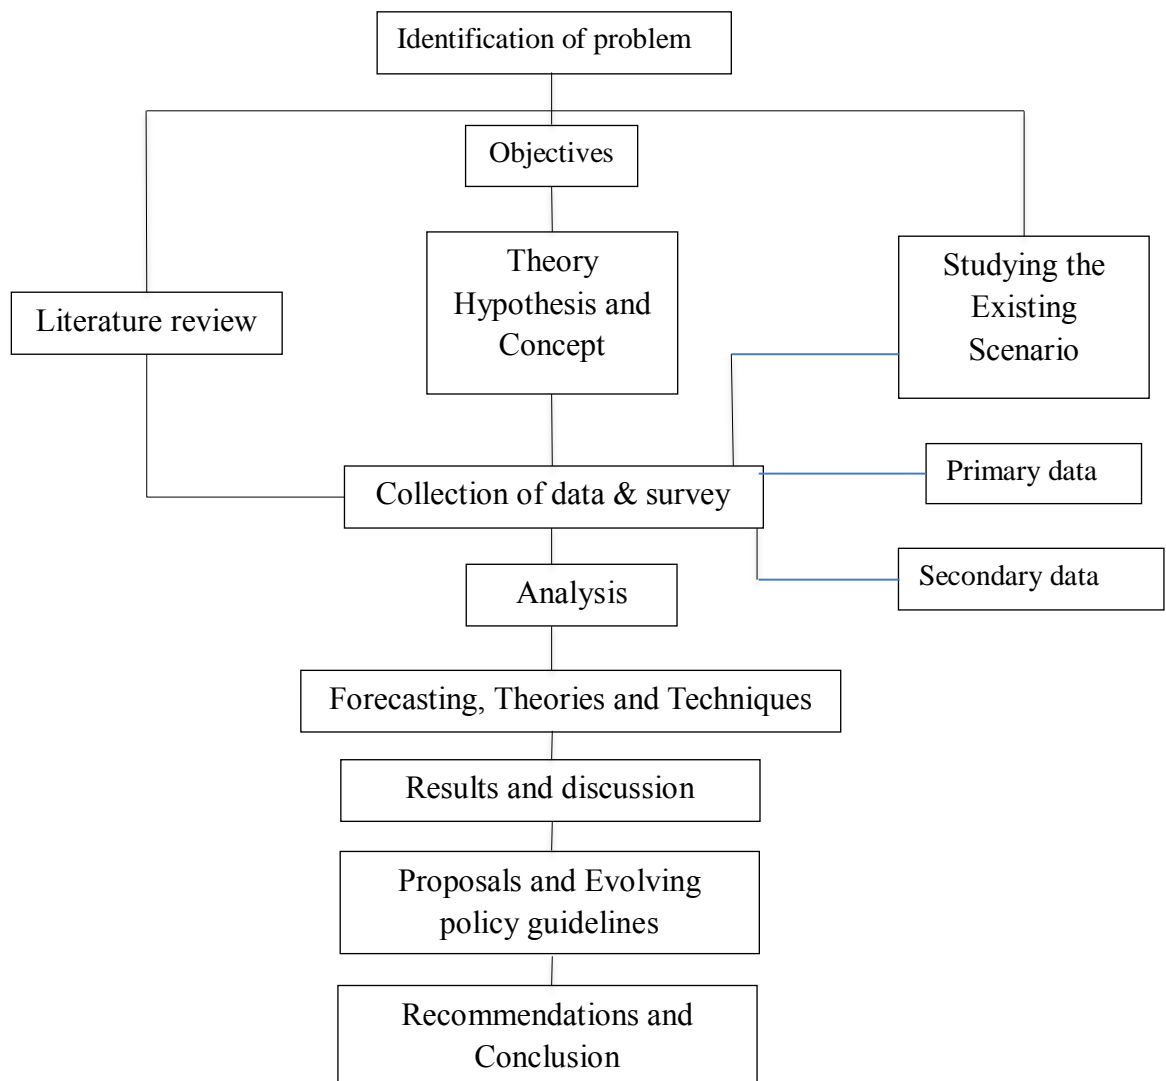 Identification of problem
Objectives
Theory
Hypothesis and
Concept
Studying the
Existing
Scenario
Literature review
Primary data
Collection of data & survey
Secondary data
Analysis
Forecasting, Theories and Techniques
Results and discussion
Proposals and Evolving
policy guidelines
Recommendations and
Conclusion